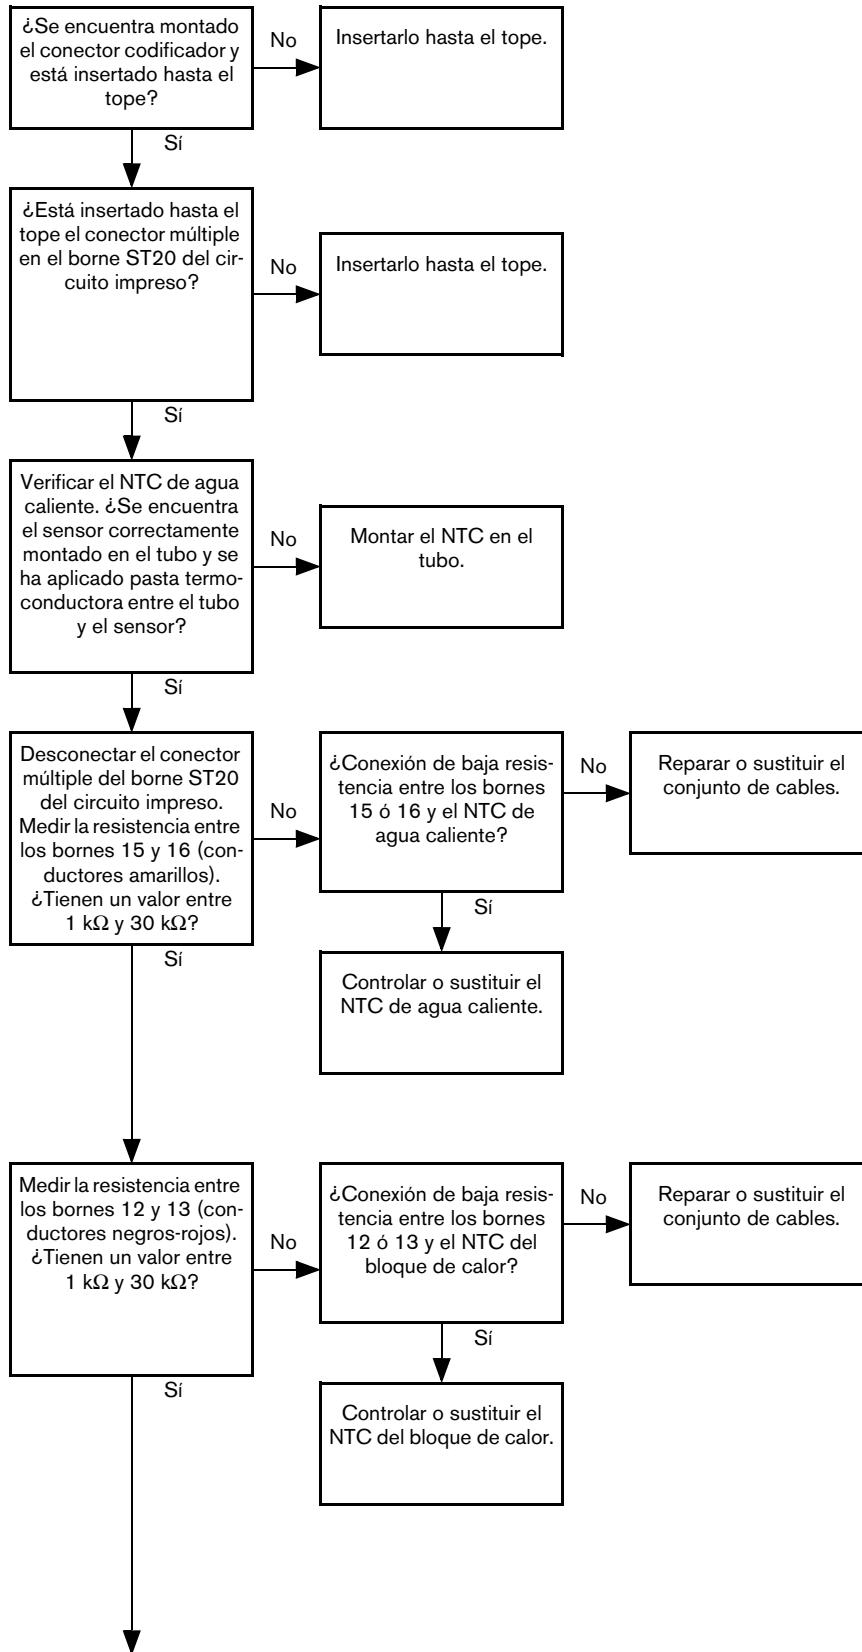 ¿Se encuentra montado
el conector codificador y
está insertado hasta el
tope?
No
Insertarlo hasta el tope.
Sí
¿Está insertado hasta el
tope el conector múltiple
en el borne ST20 del cir-
cuito impreso?
No
Insertarlo hasta el tope.
Sí
Verificar el NTC de agua
caliente. ¿Se encuentra
el sensor correctamente
montado en el tubo y se
ha aplicado pasta termo-
conductora entre el tubo
y el sensor?
No
Montar el NTC en el
tubo.
Sí
Desconectar el conector
múltiple del borne ST20
del circuito impreso.
Medir la resistencia entre
los bornes 15 y 16 (con-
ductores amarillos).
¿Tienen un valor entre
1 kΩ y 30 kΩ?
No
¿Conexión de baja resis-
tencia entre los bornes
15 ó 16 y el NTC de
agua caliente?
No
Reparar o sustituir el
conjunto de cables.
Sí
Controlar o sustituir el
NTC de agua caliente.
Sí
Medir la resistencia entre
los bornes 12 y 13 (con-
ductores negros-rojos).
¿Tienen un valor entre
1 kΩ y 30 kΩ?
No
¿Conexión de baja resis-
tencia entre los bornes
12 ó 13 y el NTC del
bloque de calor?
No
Reparar o sustituir el
conjunto de cables.
Sí
Controlar o sustituir el
NTC del bloque de calor.
Sí